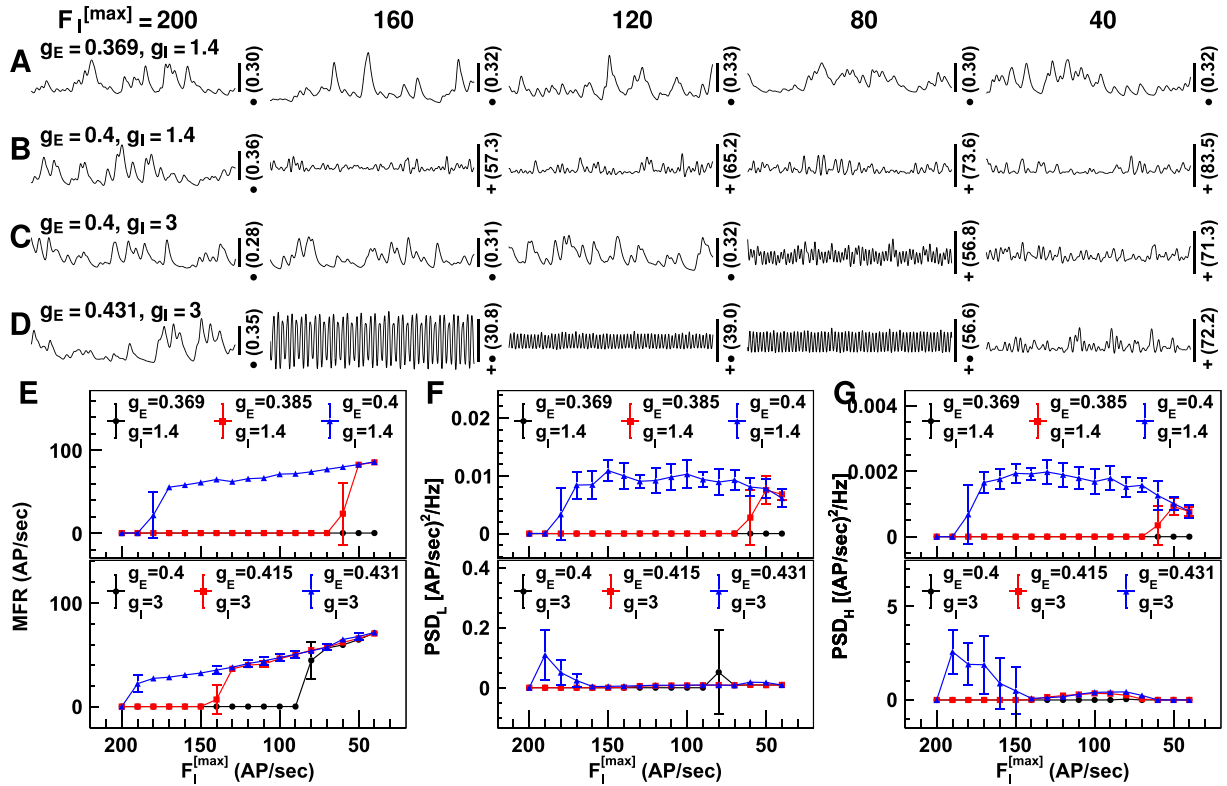 F_I^[max] = 200 160 120 80 40
A g_E = 0.369, g_I = 1.4
• (0.30) • (0.32) • (0.33) • (0.30) • (0.32)
B g_E = 0.4, g_I = 1.4
• (0.36) + (57.3) + (65.2) + (73.6) + (83.5)
C g_E = 0.4, g_I = 3
• (0.28) • (0.31) • (0.32) + (56.8) + (71.3)
D g_E = 0.431, g_I = 3
• (0.35) +• (30.8) +• (39.0) +• (56.6) + (72.2)
E
g_E=0.369 g_E=0.385 g_E=0.4
g_I=1.4 g_I=1.4 g_I=1.4
100
0
g_E=0.4 g_E=0.415 g_E=0.431
g_I=3 g_I=3 g_I=3
100
0
200 150 100 50
MFR (AP/sec)
F_I^[max] (AP/sec)
F
g_E=0.369 g_E=0.385 g_E=0.4
g_I=1.4 g_I=1.4 g_I=1.4
0.02
0.01
0
0.4
g_E=0.4 g_E=0.415 g_E=0.431
g_I=3 g_I=3 g_I=3
0.2
0
200 150 100 50
PSD_L [AP/sec)²/Hz]
F_I^[max] (AP/sec)
G
0.004
g_E=0.369 g_E=0.385 g_E=0.4
g_I=1.4 g_I=1.4 g_I=1.4
0.002
0
g_E=0.4 g_E=0.415 g_E=0.431
g_I=3 g_I=3 g_I=3
5
0
200 150 100 50
PSD_H [(AP/sec)²/Hz]
F_I^[max] (AP/sec)